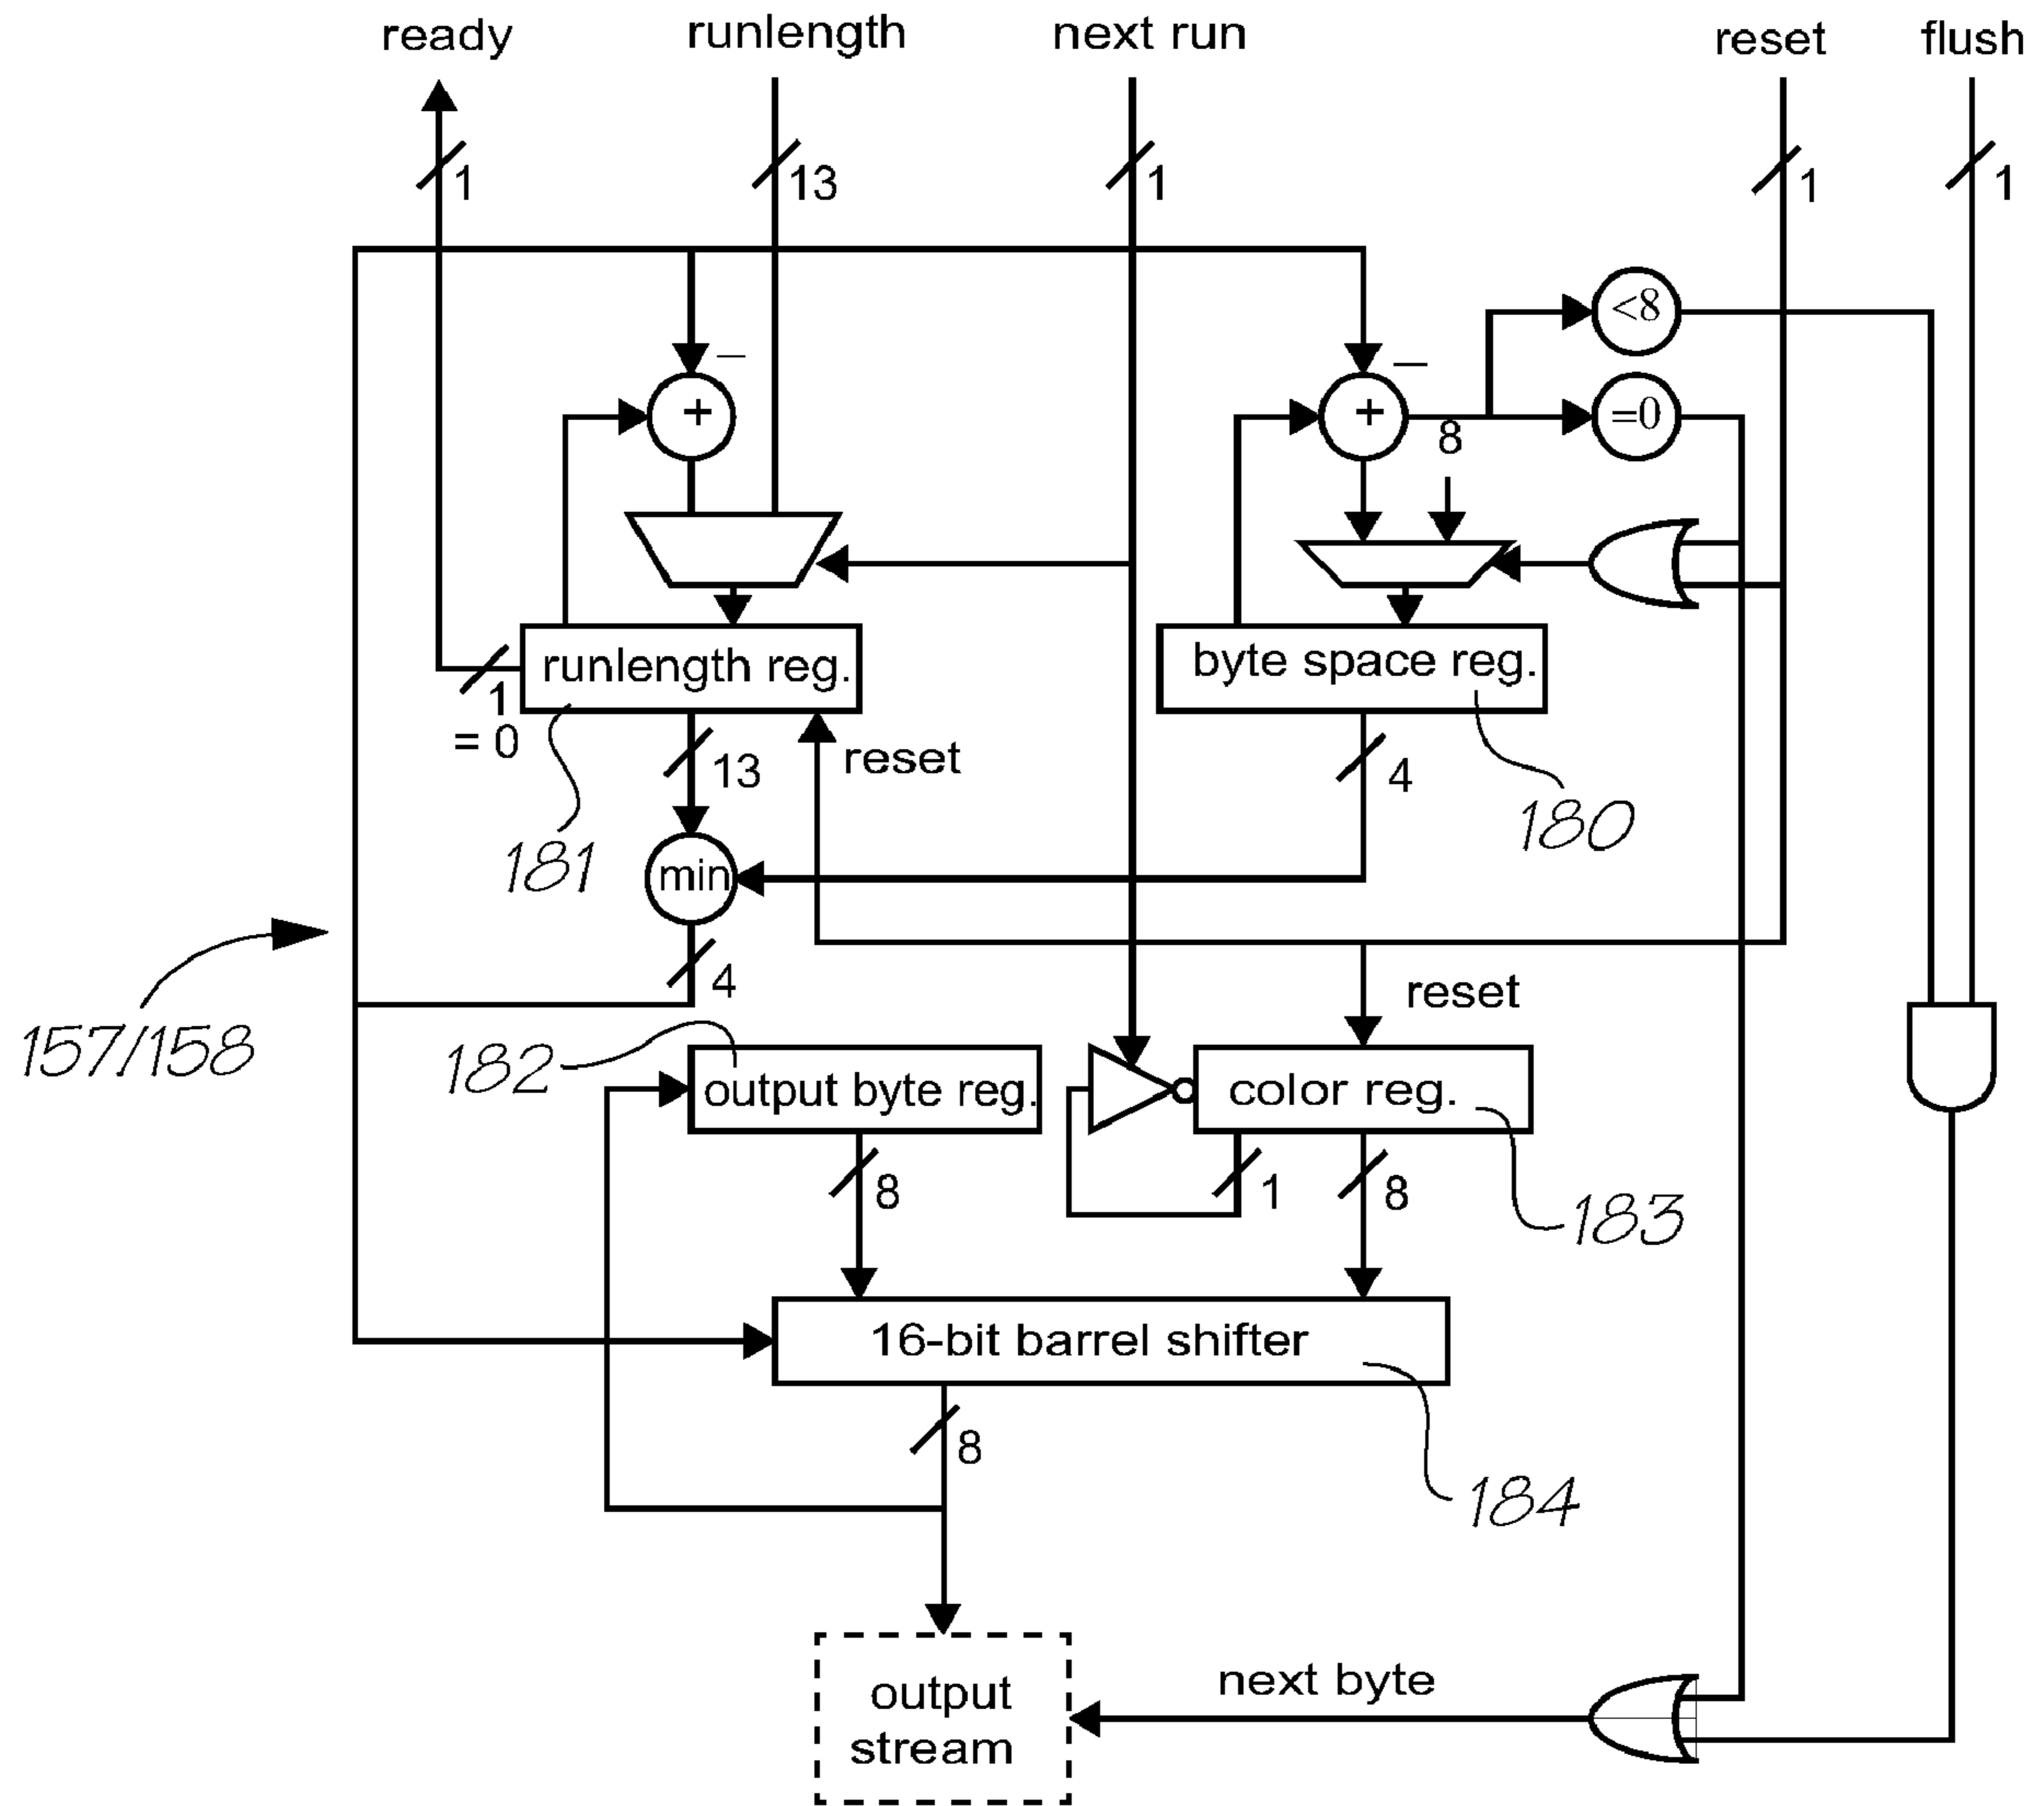 ready runlength next run reset flush
1 13 1 1 1
<8
− −
+ + =0
8
runlength reg. byte space reg.
1
= 0
13 reset 4
181 180
min
4
reset
157/158
182 output byte reg. color reg.
8 1 8
183
16-bit barrel shifter
8
184
next byte
output
stream